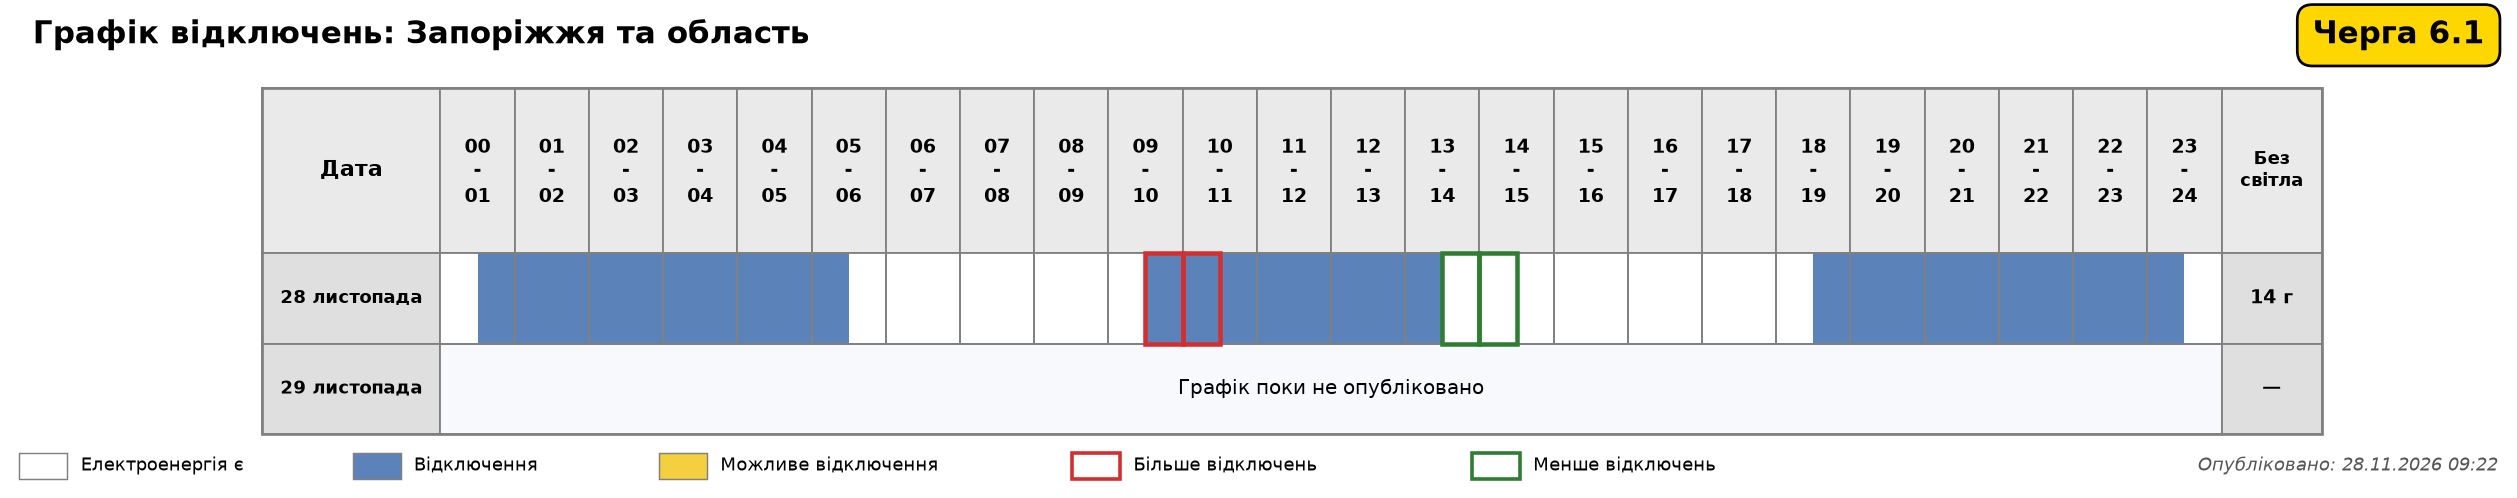 Графік відключень: Запоріжжя та область
Черга 6.1
Дата
00 - 01
01 - 02
02 - 03
03 - 04
04 - 05
05 - 06
06 - 07
07 - 08
08 - 09
09 - 10
10 - 11
11 - 12
12 - 13
13 - 14
14 - 15
15 - 16
16 - 17
17 - 18
18 - 19
19 - 20
20 - 21
21 - 22
22 - 23
23 - 24
Без
світла
28 листопада
14 г
29 листопада
Графік поки не опубліковано
—
Електроенергія є
Відключення
Можливе відключення
Більше відключень
Менше відключень
Опубліковано: 28.11.2026 09:22